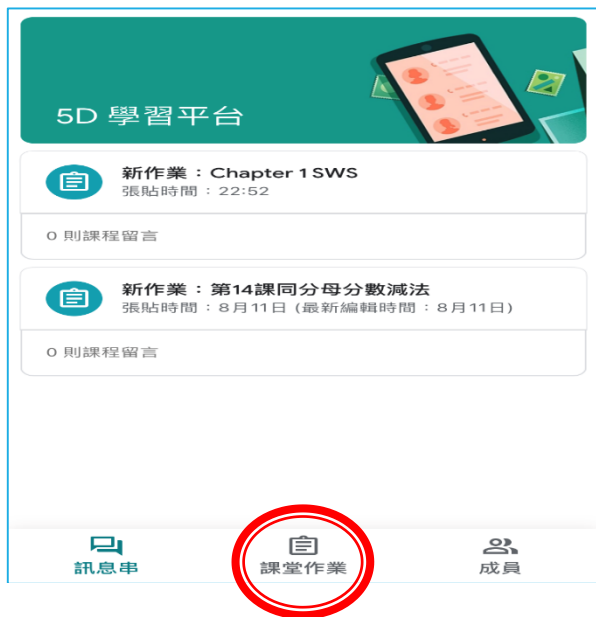 5D 學習平台
新作業：Chapter 1 SWS
張貼時間：22:52
0 則課程留言
新作業：第14課同分母分數減法
張貼時間：8月11日 (最新編輯時間：8月11日)
0 則課程留言
訊息串
課堂作業
成員